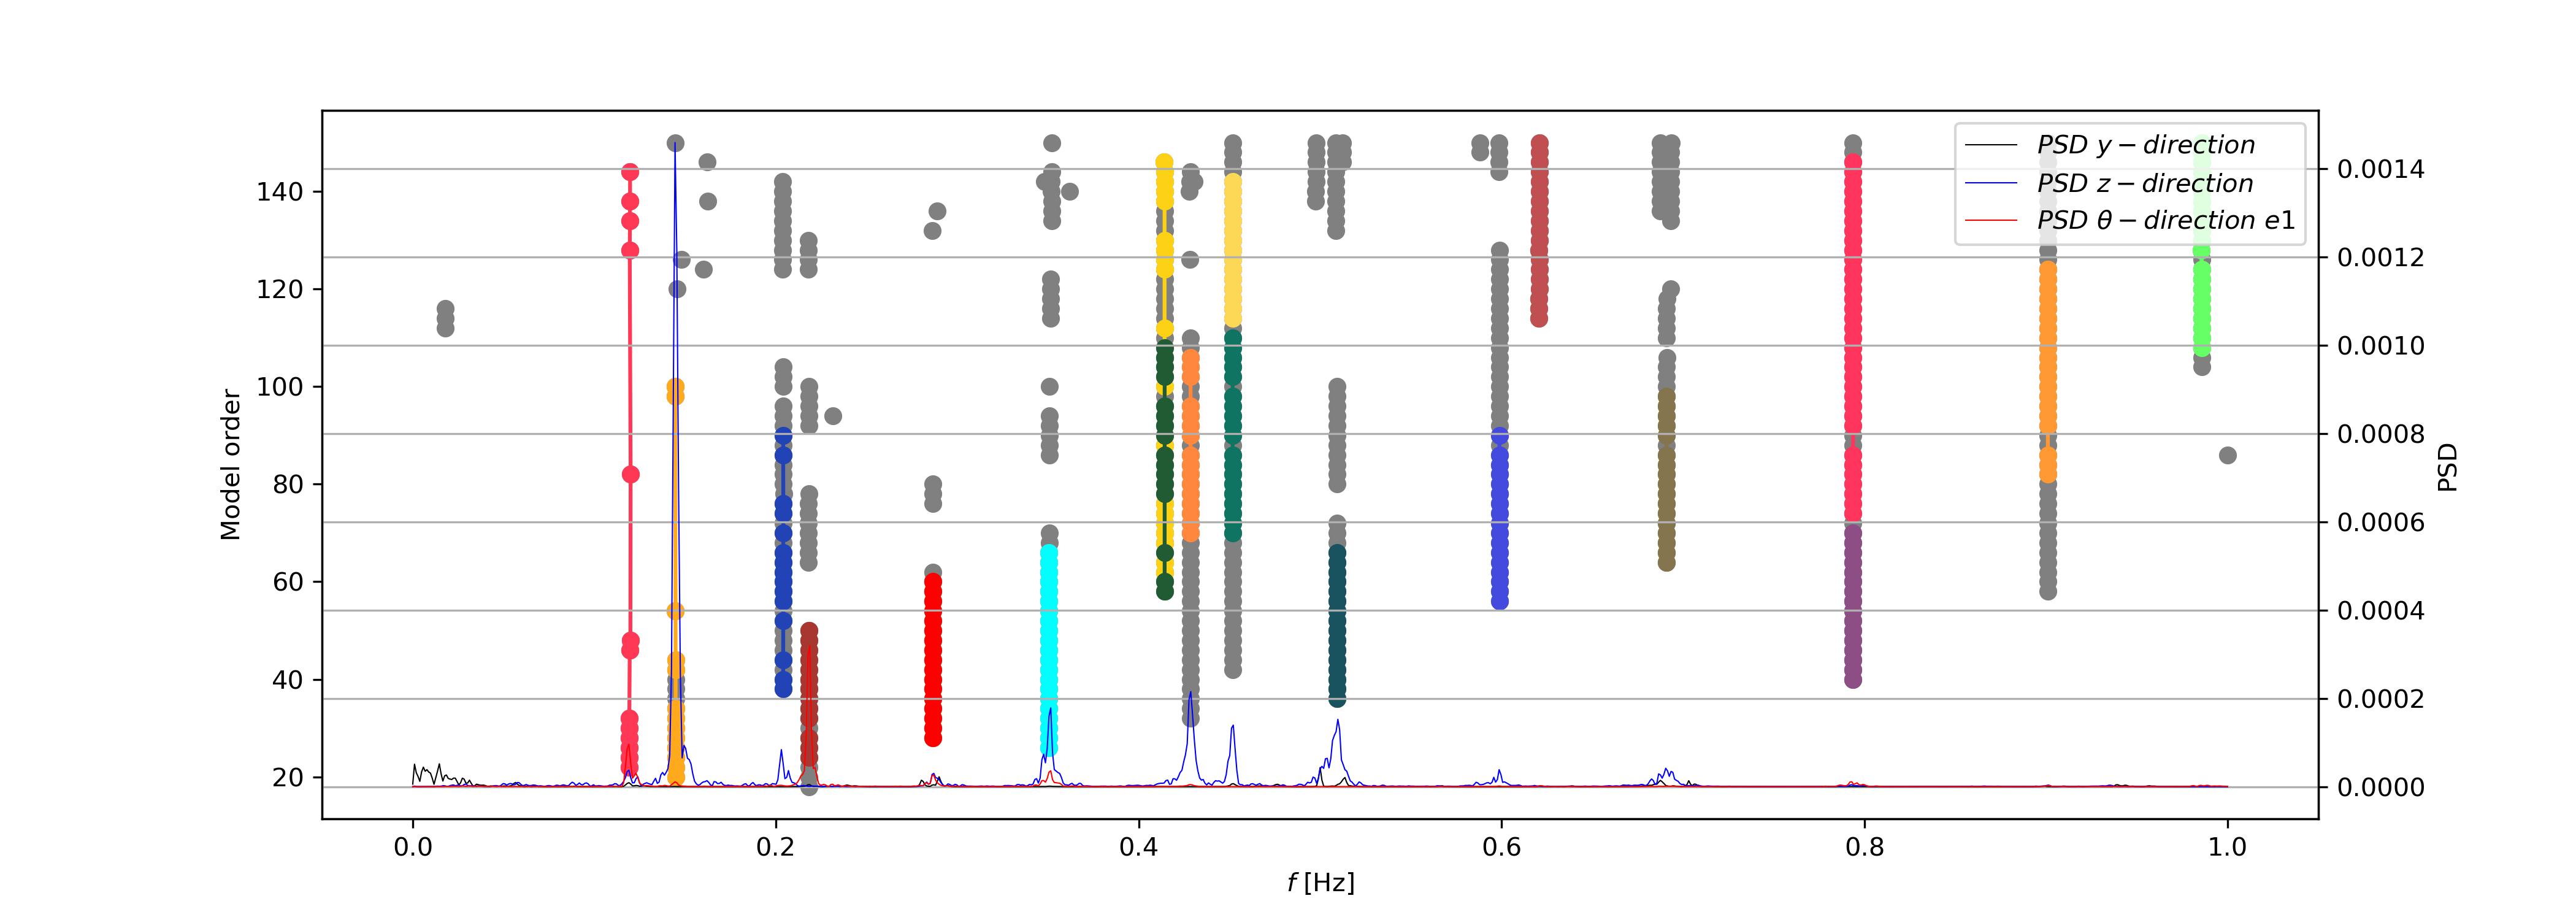 PSD y − direction
PSD z − direction
PSD θ − direction e1
Model order
140
120
100
80
60
40
20
0.0014
0.0012
0.0010
0.0008
0.0006
0.0004
0.0002
0.0000
PSD
0.0 0.2 0.4 0.6 0.8 1.0
f [Hz]